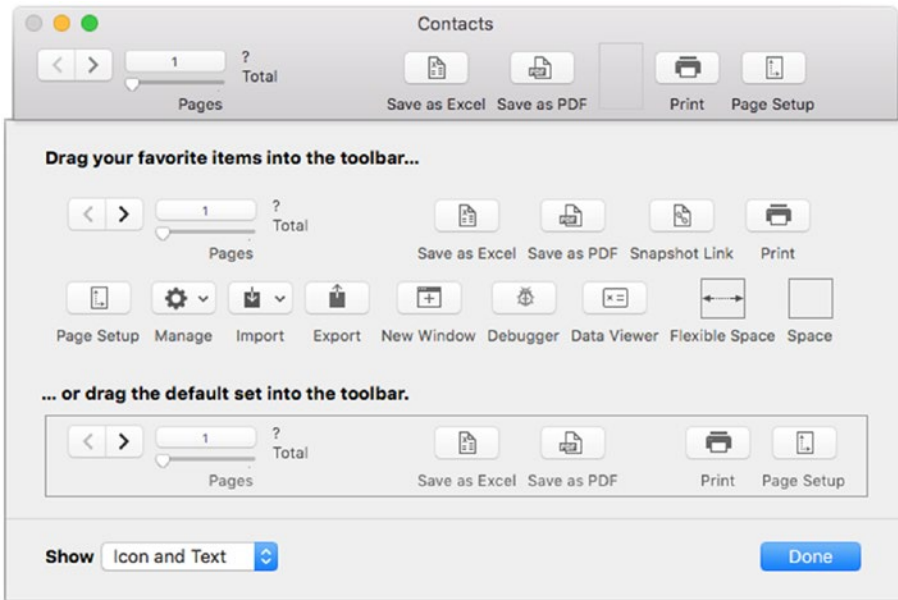 Contacts
1 ?
Total
Pages Save as Excel Save as PDF Print Page Setup
Drag your favorite items into the toolbar...
1 ?
Total
Pages Save as Excel Save as PDF Snapshot Link Print
PDF
Page Setup Manage Import Export New Window Debugger Data Viewer Flexible Space Space
... or drag the default set into the toolbar.
1 ?
Total
Pages Save as Excel Save as PDF Print Page Setup
Show Icon and Text Done